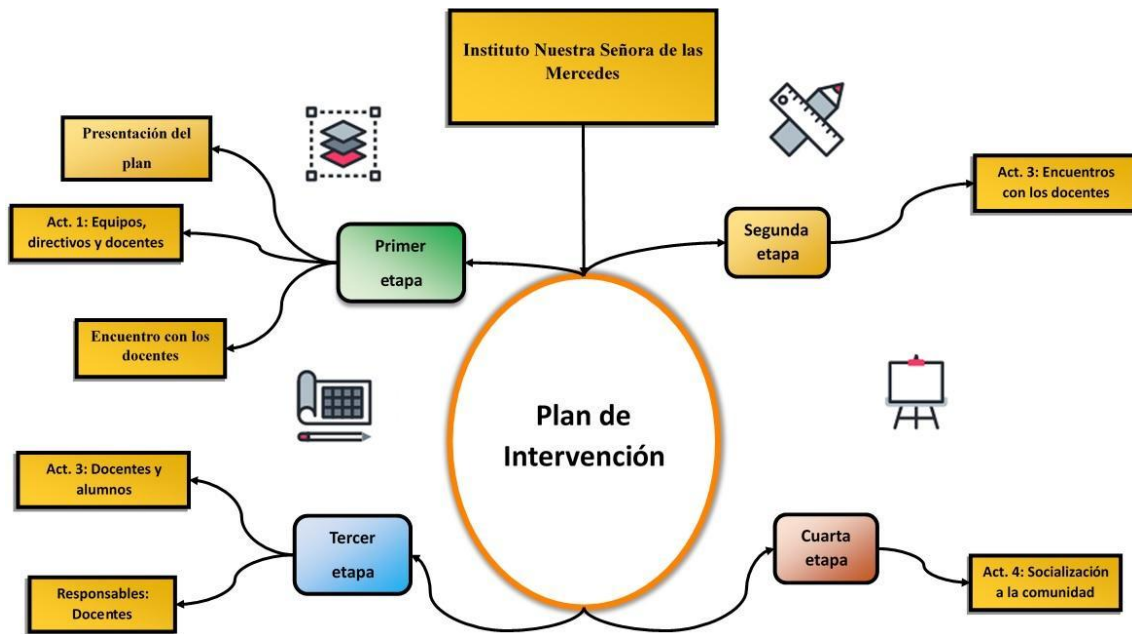 Instituto Nuestra Señora de las
Mercedes
Presentación del
plan
Act. 1: Equipos,
directivos y docentes
Primer
etapa
Encuentro con los
docentes
Segunda
etapa
Act. 3: Encuentros
con los docentes
Plan de
Intervención
Act. 3: Docentes y
alumnos
Tercer
etapa
Responsables:
Docentes
Cuarta
etapa
Act. 4: Socialización
a la comunidad